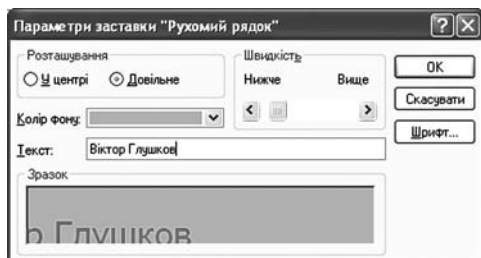 Параметри заставки "Рухомий рядок"
Розташування
У центрі Довільне
Швидкість
Нижче Вище
OK
Скасувати
Шрифт...
Колір фону:
Текст: Віктор Глушков
Зразок
р Глушков